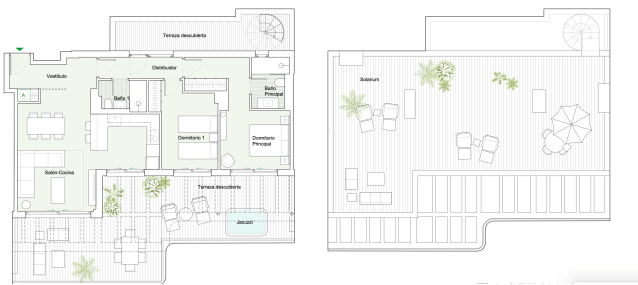 Terraza descubierta
Vestíbulo
Distribuidor
A
Baño 1
Baño
Principal
Dormitorio 1
Dormitorio
Principal
Salón-Cocina
Terraza descubierta
Jacuzzi
Solarium